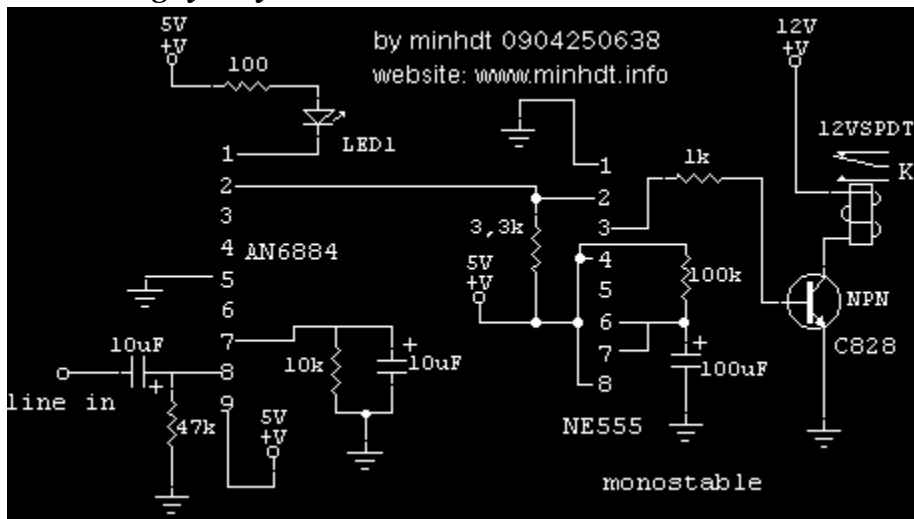 5V
+V
100
LED1
by minhdt 0904250638
website: www.minhdt.info
12V
+V
12VSPDT
K
1
2
3
4
5
6
7
8
9
AN6884
10uF
line in
47k
5V
+V
10k
+
10uF
+
3,3k
5V
+V
1
2
3
4
5
6
7
8
NE555
1k
100k
+
100uF
NPN
C828
monostable